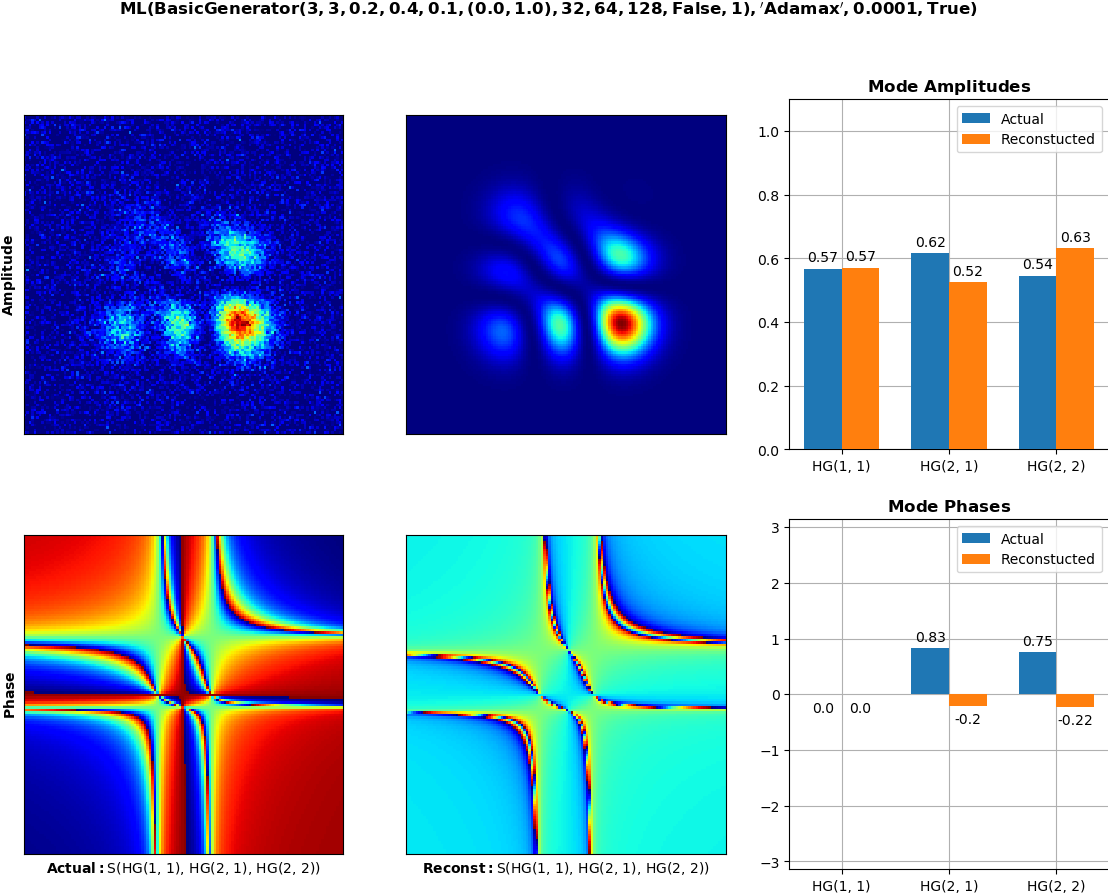 ML(BasicGenerator(3, 3, 0.2, 0.4, 0.1, (0.0, 1.0), 32, 64, 128, False, 1), ′Adamax′, 0.0001, True)
Amplitude
Mode Amplitudes
Actual
Reconstucted
1.0
0.8
0.6
0.4
0.2
0.0
0.57
0.57
0.62
0.52
0.54
0.63
HG(1, 1)
HG(2, 1)
HG(2, 2)
Phase
Actual: S(HG(1, 1), HG(2, 1), HG(2, 2))
Reconst: S(HG(1, 1), HG(2, 1), HG(2, 2))
Mode Phases
Actual
Reconstucted
3
2
1
0
−1
−2
−3
0.0
0.0
0.83
-0.2
0.75
-0.22
HG(1, 1)
HG(2, 1)
HG(2, 2)